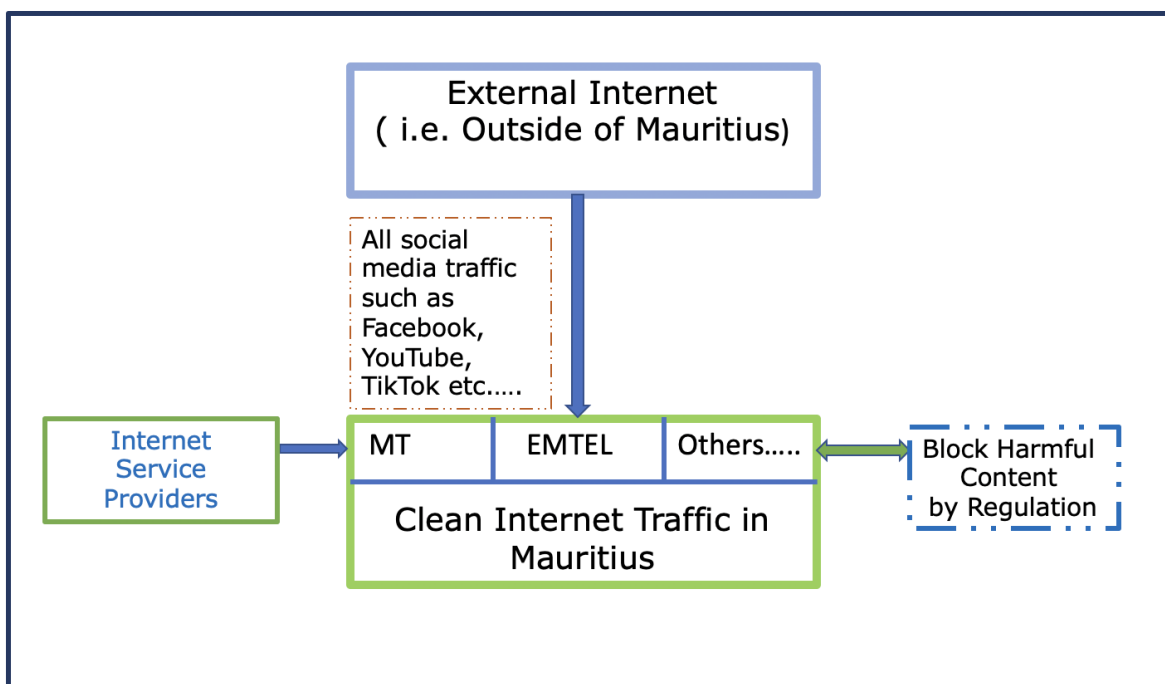 External Internet
( i.e. Outside of Mauritius)
All social
media traffic
such as
Facebook,
YouTube,
TikTok etc.....
Internet
Service
Providers
MT
EMTEL
Others.....
Block Harmful
Content
by Regulation
Clean Internet Traffic in
Mauritius